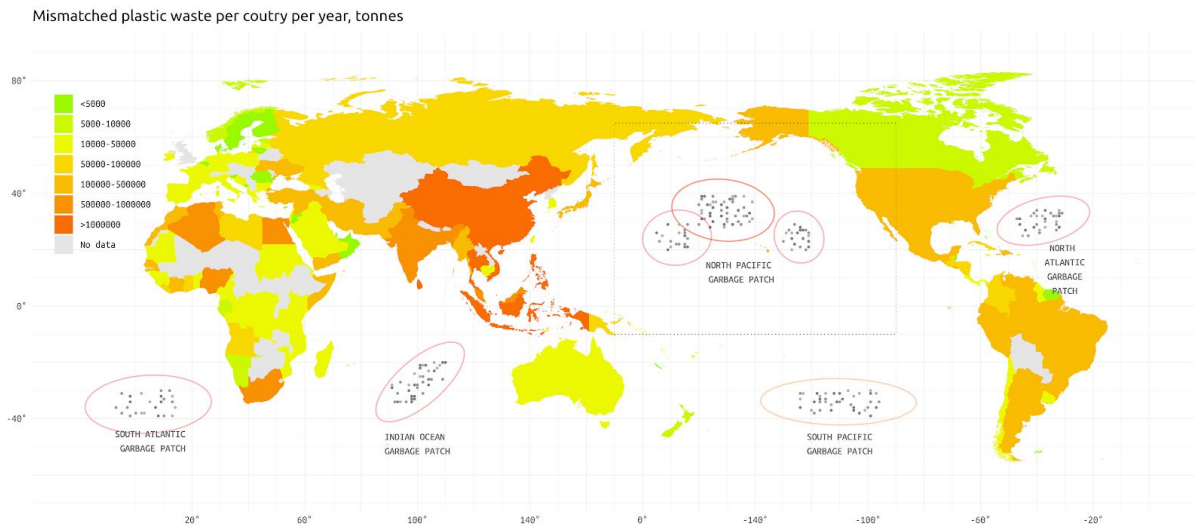 Mismatched plastic waste per coutry per year, tonnes
80°
<5000
5000-10000
10000-50000
50000-100000
100000-500000
500000-1000000
>1000000
No data
40°
0°
-40°
NORTH PACIFIC
GARBAGE PATCH
NORTH
ATLANTIC
GARBAGE
PATCH
SOUTH ATLANTIC
GARBAGE PATCH
INDIAN OCEAN
GARBAGE PATCH
SOUTH PACIFIC
GARBAGE PATCH
20°
60°
100°
140°
0°
-140°
-100°
-60°
-20°